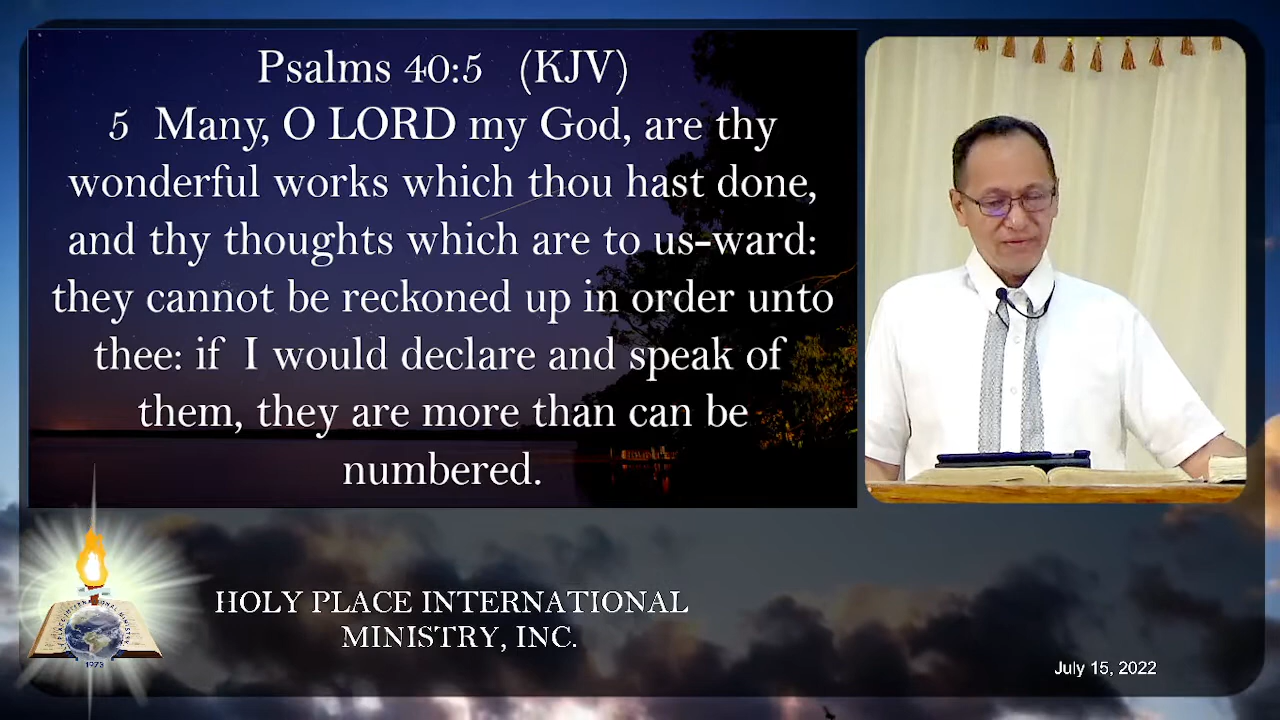 Psalms 40:5 (KJV)
5 Many, O LORD my God, are thy
wonderful works which thou hast done,
and thy thoughts which are to us-ward:
they cannot be reckoned up in order unto
thee: if I would declare and speak of
them, they are more than can be
numbered.
HOLY PLACE INTERNATIONAL
MINISTRY, INC.
1973
July 15, 2022